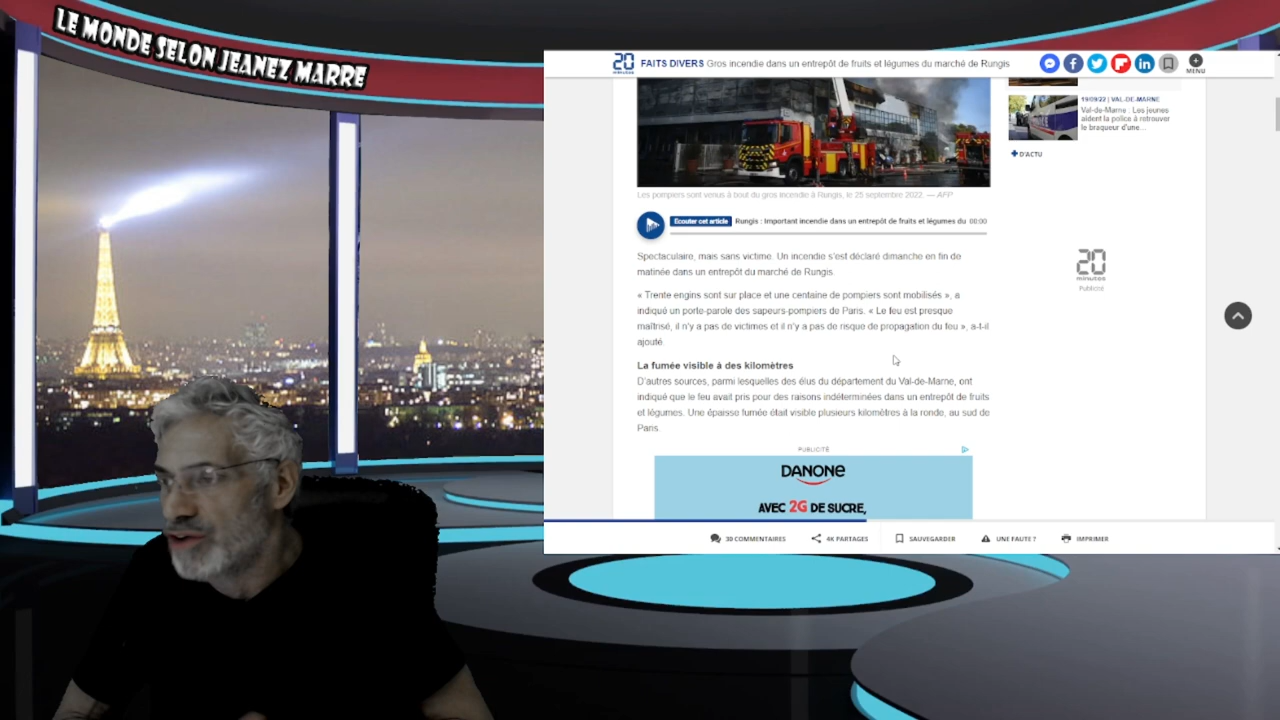 LE MONDE SELON JEANEZ MARRE
20 minutes FAITS DIVERS Gros incendie dans un entrepôt de fruits et légumes du marché de Rungis
MENU
19/09/22 | VAL-DE-MARNE
Val-de-Marne : Les jeunes
aident la police à retrouver
le braqueur d'une...
+ D'ACTU
Les pompiers sont venus à bout du gros incendie à Rungis, le 25 septembre 2022. — AFP
Ecouter cet article Rungis : Important incendie dans un entrepôt de fruits et légumes du 00:00
Spectaculaire, mais sans victime. Un incendie s'est déclaré dimanche en fin de
matinée dans un entrepôt du marché de Rungis.
« Trente engins sont sur place et une centaine de pompiers sont mobilisés », a
indiqué un porte-parole des sapeurs-pompiers de Paris. « Le feu est presque
maîtrisé, il n'y a pas de victimes et il n'y a pas de risque de propagation du feu », a-t-il
ajouté.
La fumée visible à des kilomètres
D'autres sources, parmi lesquelles des élus du département du Val-de-Marne, ont
indiqué que le feu avait pris pour des raisons indéterminées dans un entrepôt de fruits
et légumes. Une épaisse fumée était visible plusieurs kilomètres à la ronde, au sud de
Paris.
20
minutes
Publicité
PUBLICITÉ
DANONE
AVEC 2G DE SUCRE,
39 COMMENTAIRES
4K PARTAGES
SAUVEGARDER
UNE FAUTE ?
IMPRIMER